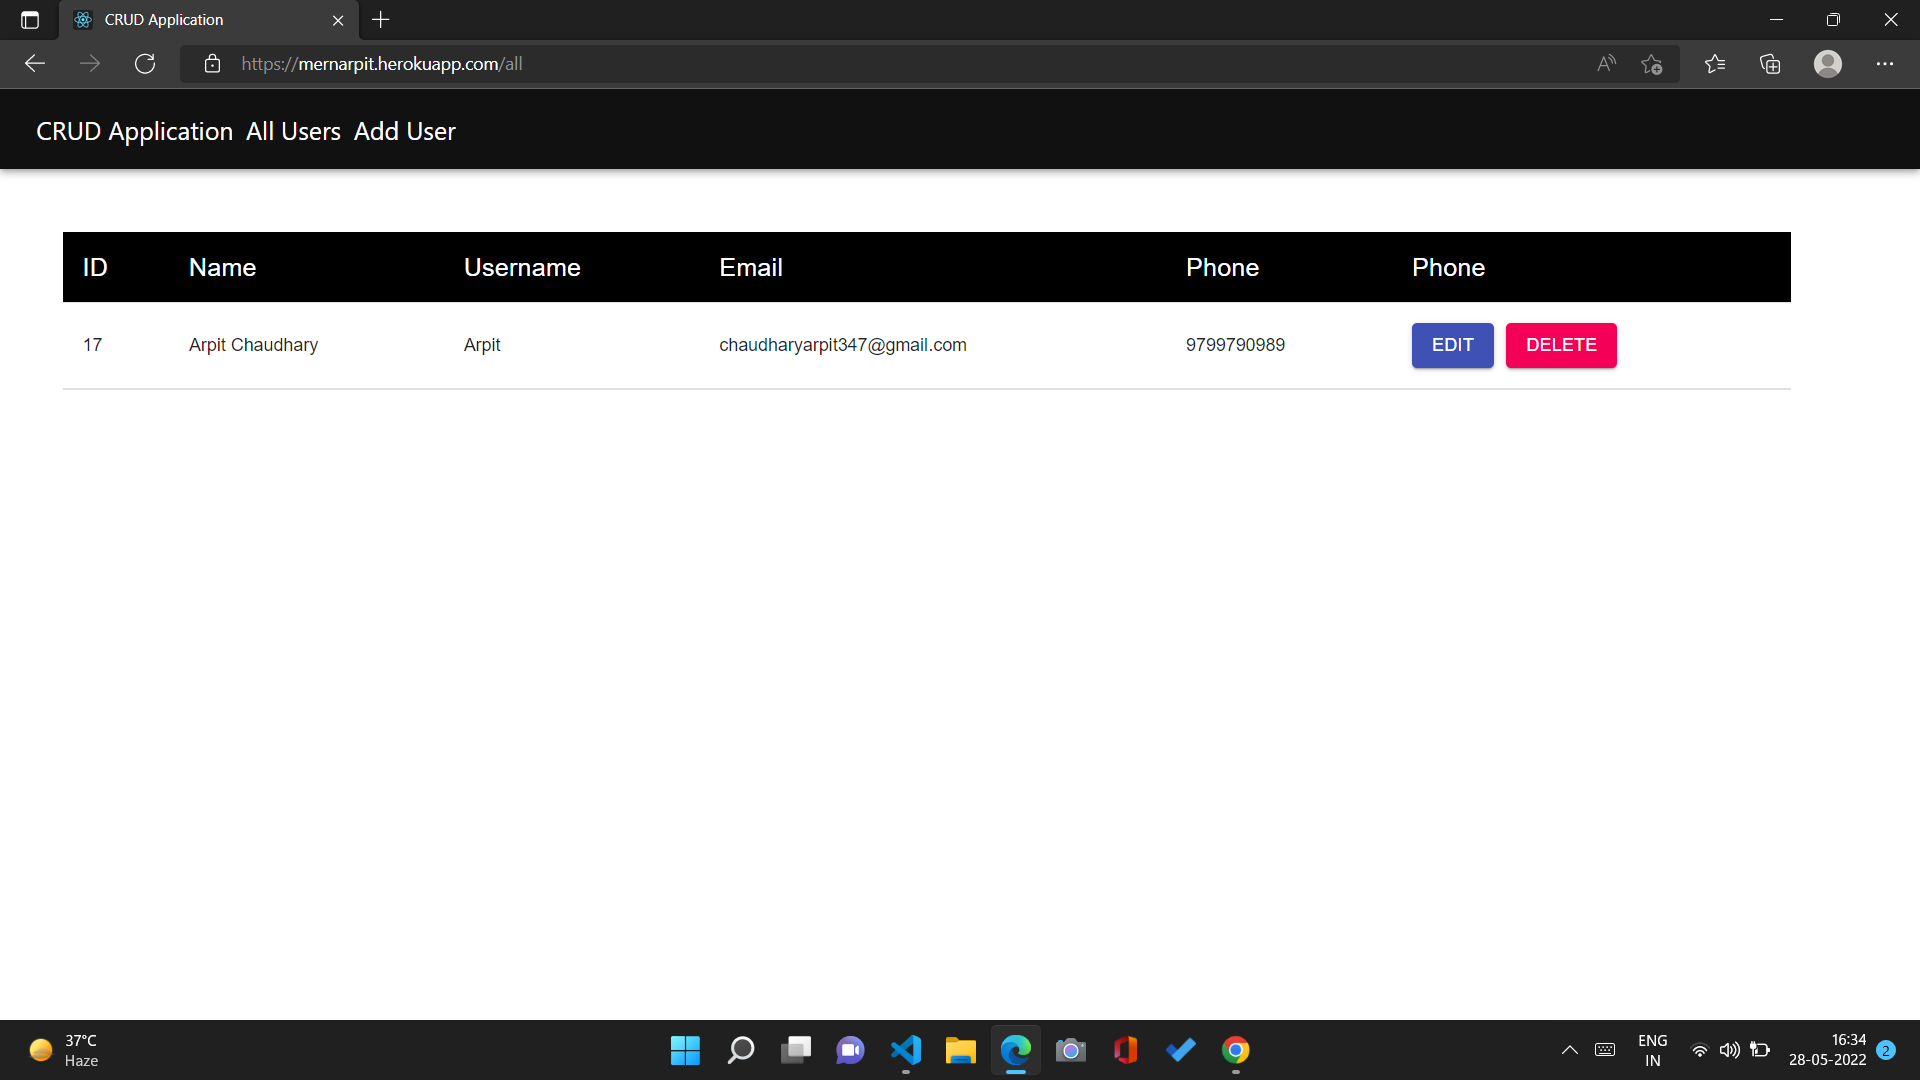 CRUD Application
https://mernarpit.herokuapp.com/all
CRUD Application All Users Add User
ID Name Username Email Phone Phone
17 Arpit Chaudhary Arpit chaudharyarpit347@gmail.com 9799790989 EDIT DELETE
37°C
Haze
ENG
IN
16:34
28-05-2022
2